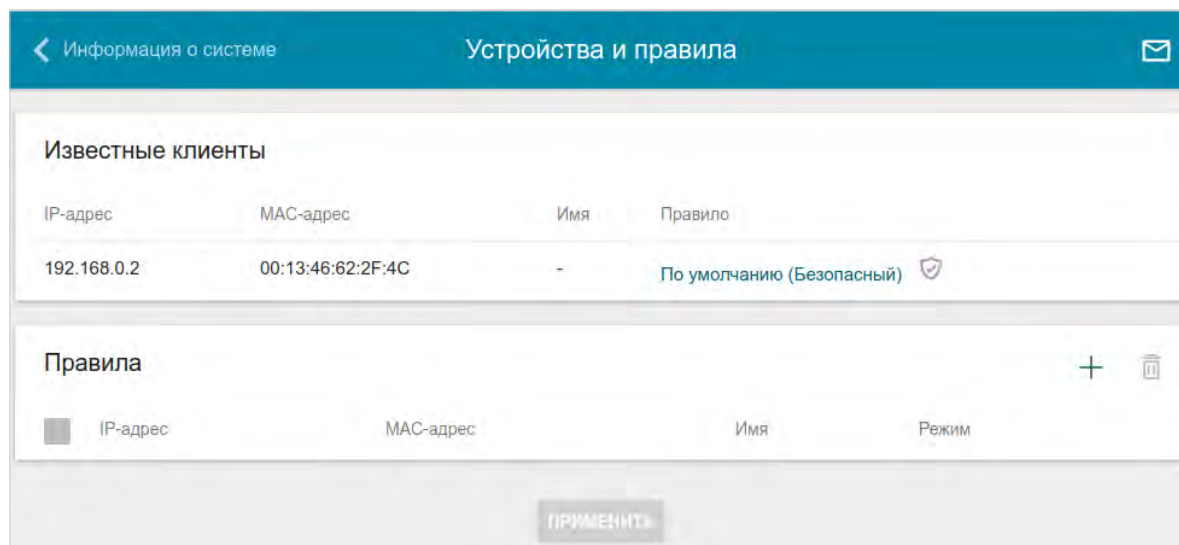 Информация о системе
Устройства и правила
Известные клиенты
IP-адрес MAC-адрес Имя Правило
192.168.0.2 00:13:46:62:2F:4C - По умолчанию (Безопасный)
Правила
IP-адрес MAC-адрес Имя Режим
ПРИМЕНИТЬ